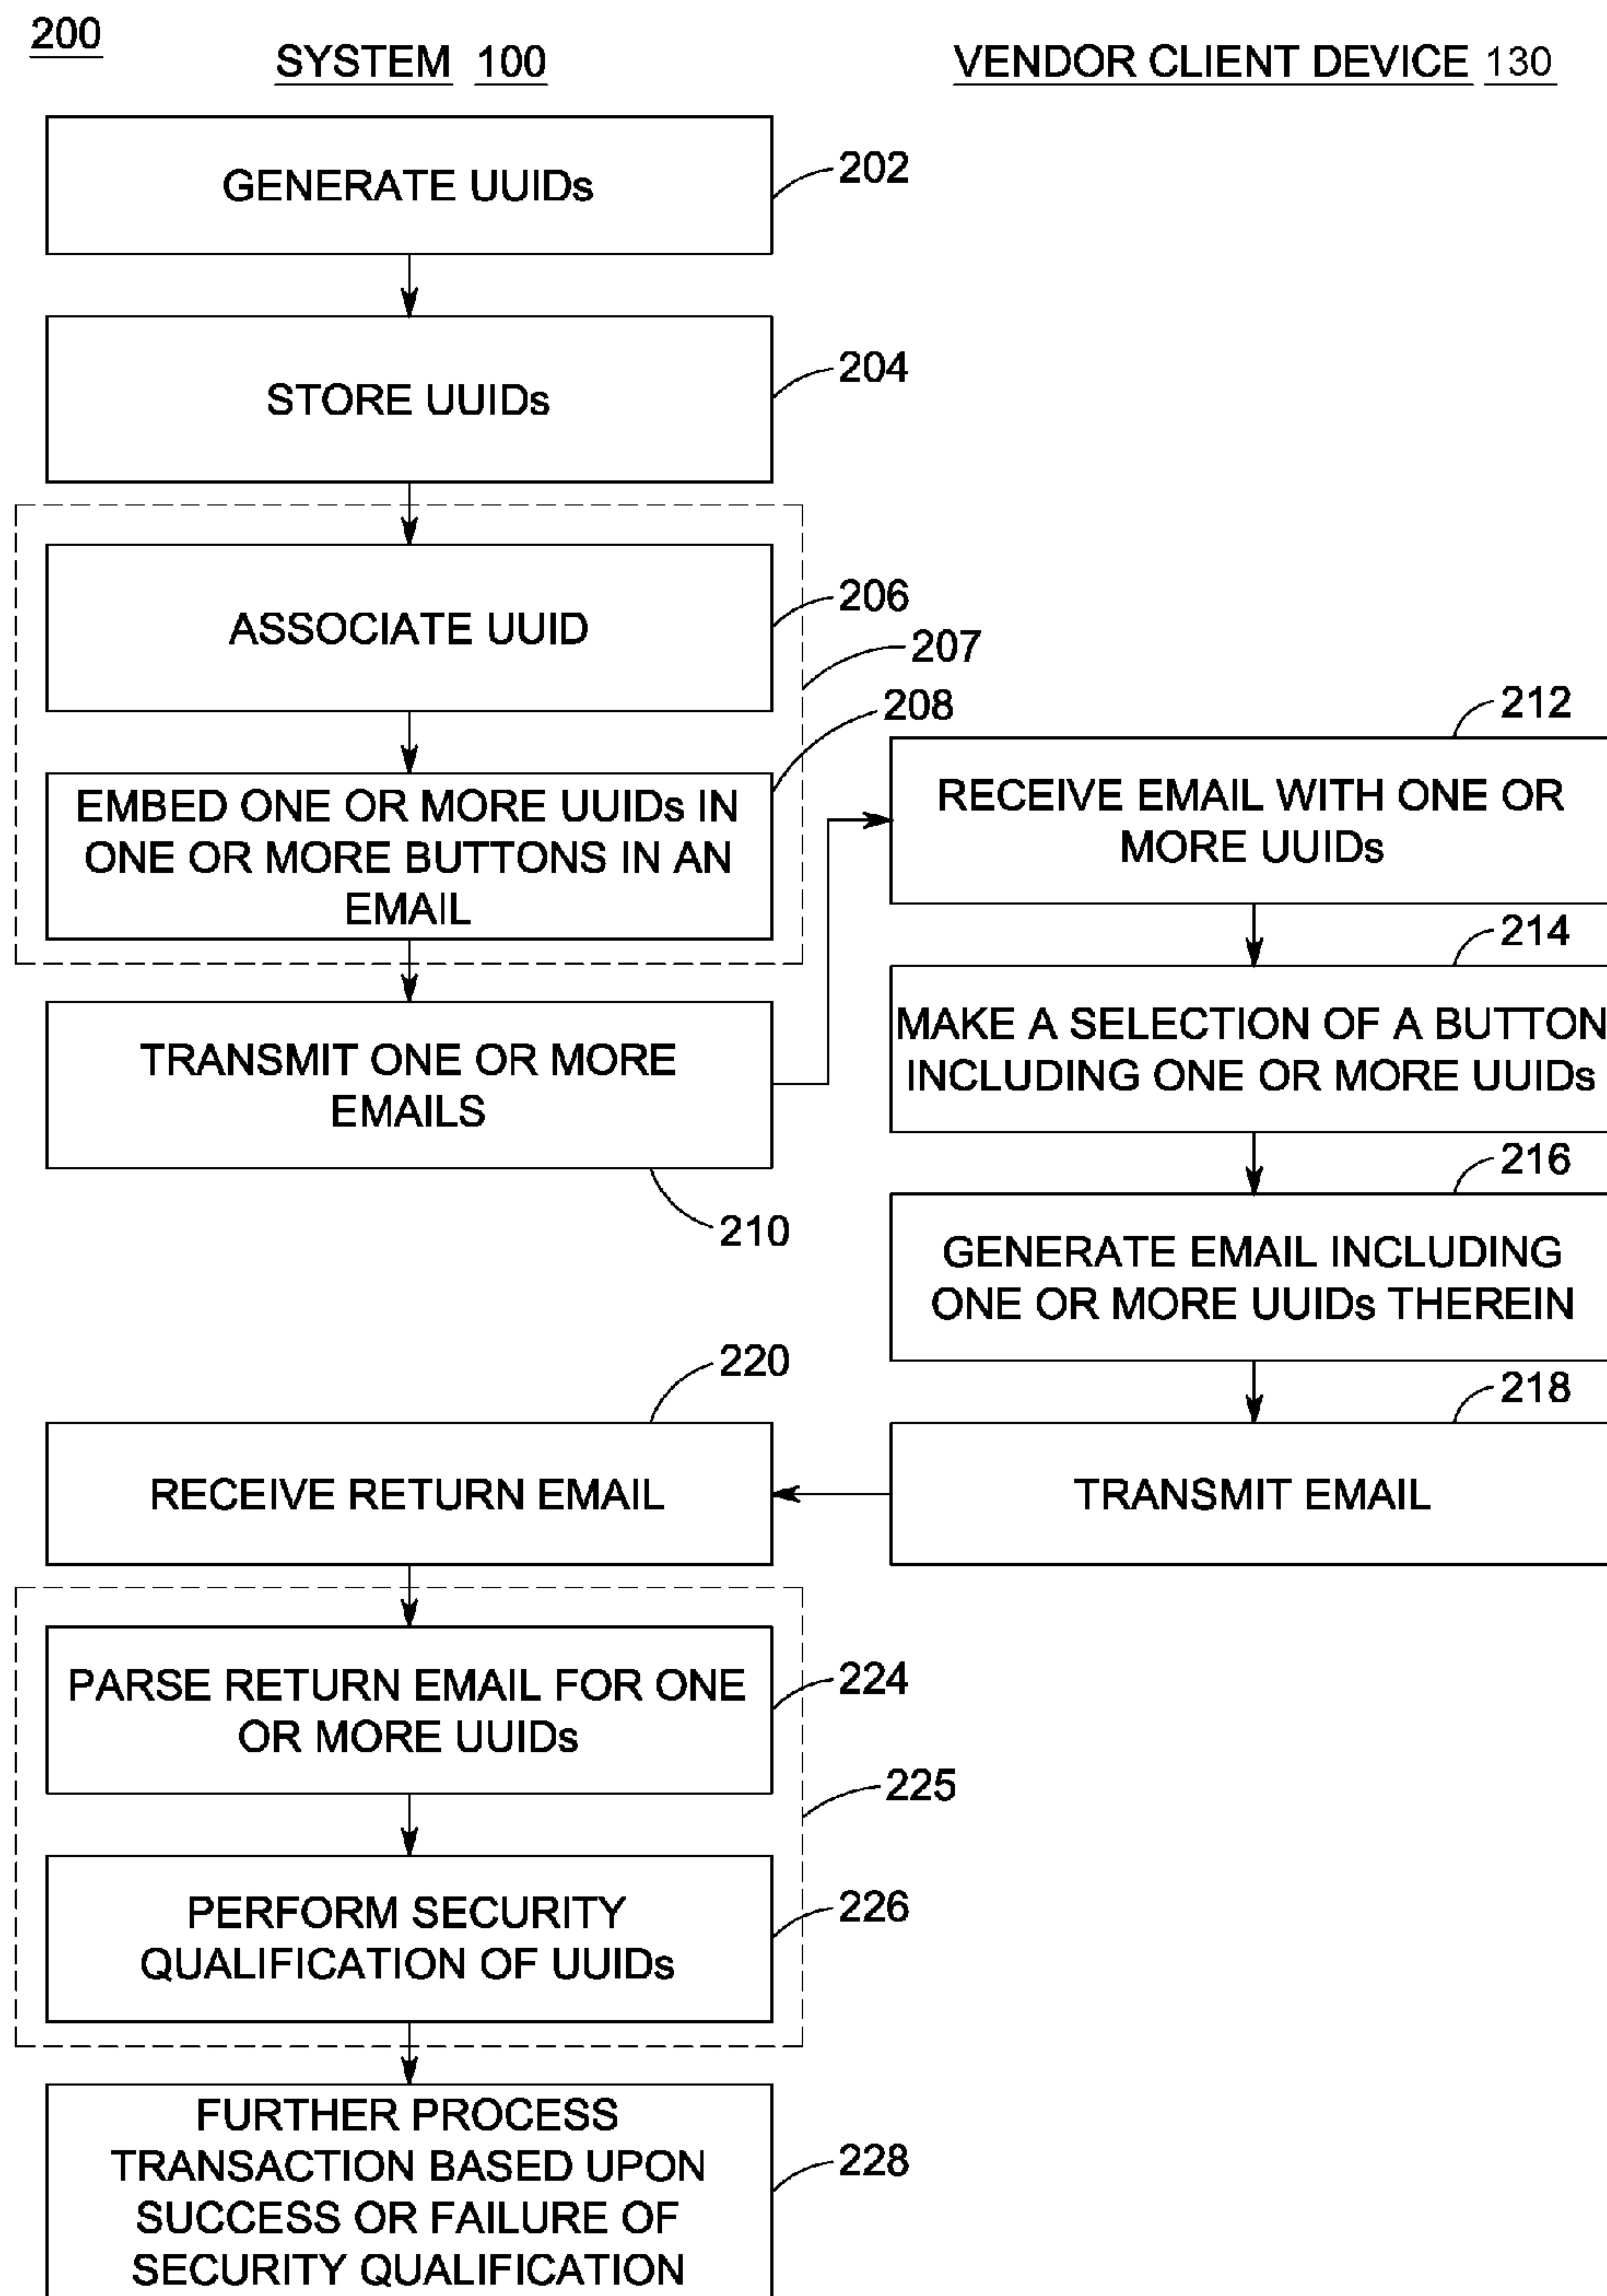 200
SYSTEM 100
VENDOR CLIENT DEVICE 130
GENERATE UUIDs
202
STORE UUIDs
204
ASSOCIATE UUID
206
207
208
EMBED ONE OR MORE UUIDs IN
ONE OR MORE BUTTONS IN AN
EMAIL
TRANSMIT ONE OR MORE
EMAILS
210
212
RECEIVE EMAIL WITH ONE OR
MORE UUIDs
214
MAKE A SELECTION OF A BUTTON
INCLUDING ONE OR MORE UUIDs
216
GENERATE EMAIL INCLUDING
ONE OR MORE UUIDs THEREIN
218
TRANSMIT EMAIL
220
RECEIVE RETURN EMAIL
PARSE RETURN EMAIL FOR ONE
OR MORE UUIDs
224
225
PERFORM SECURITY
QUALIFICATION OF UUIDs
226
FURTHER PROCESS
TRANSACTION BASED UPON
SUCCESS OR FAILURE OF
SECURITY QUALIFICATION
228